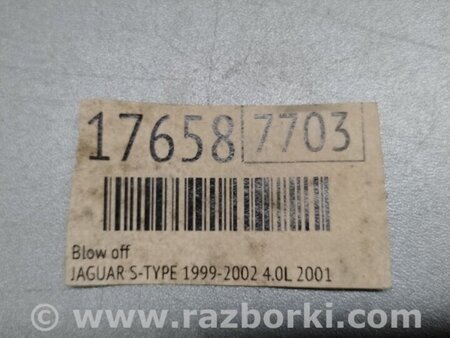 17658 7703
Blow off
JAGUAR S-TYPE 1999-2002 4.0L 2001
www.razborki.com